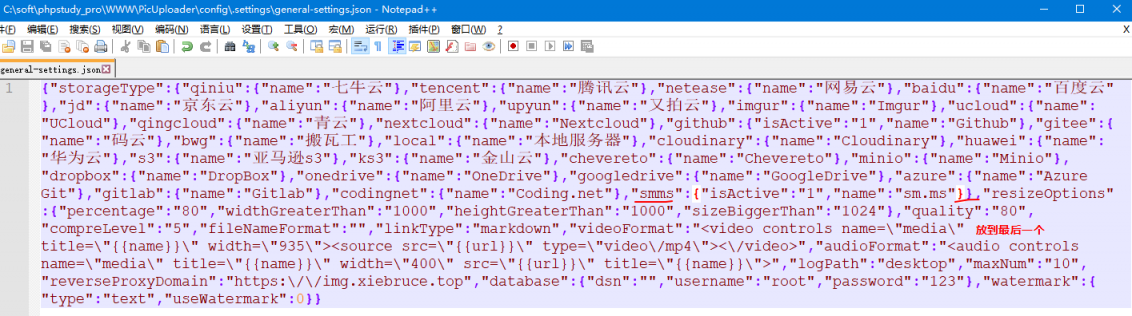 C:\soft\phpstudy_pro\WWW\PicUploader\config\.settings\general-settings.json - Notepad++
件(F) 编辑(E) 搜索(S) 视图(V) 编码(N) 语言(L) 设置(T) 工具(O) 宏(M) 运行(R) 插件(P) 窗口(W) ? X
general-settings.json
1 {"storageType":{"qiniu":{"name":"七牛云"},"tencent":{"name":"腾讯云"},"netease":{"name":"网易云"},"baidu":{"name":"百度云"
},"jd":{"name":"京东云"},"aliyun":{"name":"阿里云"},"upyun":{"name":"又拍云"},"imgur":{"name":"Imgur"},"ucloud":{"name":
"UCloud"},"qingcloud":{"name":"青云"},"nextcloud":{"name":"Nextcloud"},"github":{"isActive":"1","name":"Github"},"gitee":{
"name":"码云"},"bwg":{"name":"搬瓦工"},"local":{"name":"本地服务器"},"cloudinary":{"name":"Cloudinary"},"huawei":{"name":
"华为云"},"s3":{"name":"亚马逊s3"},"ks3":{"name":"金山云"},"chevereto":{"name":"Chevereto"},"minio":{"name":"Minio"},
"dropbox":{"name":"DropBox"},"onedrive":{"name":"OneDrive"},"googledrive":{"name":"GoogleDrive"},"azure":{"name":"Azure
Git"},"gitlab":{"name":"Gitlab"},"codingnet":{"name":"Coding.net"},"smms":{"isActive":"1","name":"sm.ms"}},"resizeOptions"
:{"percentage":"80","widthGreaterThan":"1000","heightGreaterThan":"1000","sizeBiggerThan":"1024"},"quality":"80",
"compreLevel":"5","fileNameFormat":"","linkType":"markdown","videoFormat":"<video controls name=\"media\"
放到最后一个
title=\"{{name}}\" width=\"935\"><source src=\"{{url}}\" type=\"video\/mp4\"><\/video>","audioFormat":"<audio controls
name=\"media\" title=\"{{name}}\" width=\"400\" src=\"{{url}}\" title=\"{{name}}\">","logPath":"desktop","maxNum":"10",
"reverseProxyDomain":"https:\/\/img.xiebruce.top","database":{"dsn":"","username":"root","password":"123"},"watermark":{
"type":"text","useWatermark":0}}